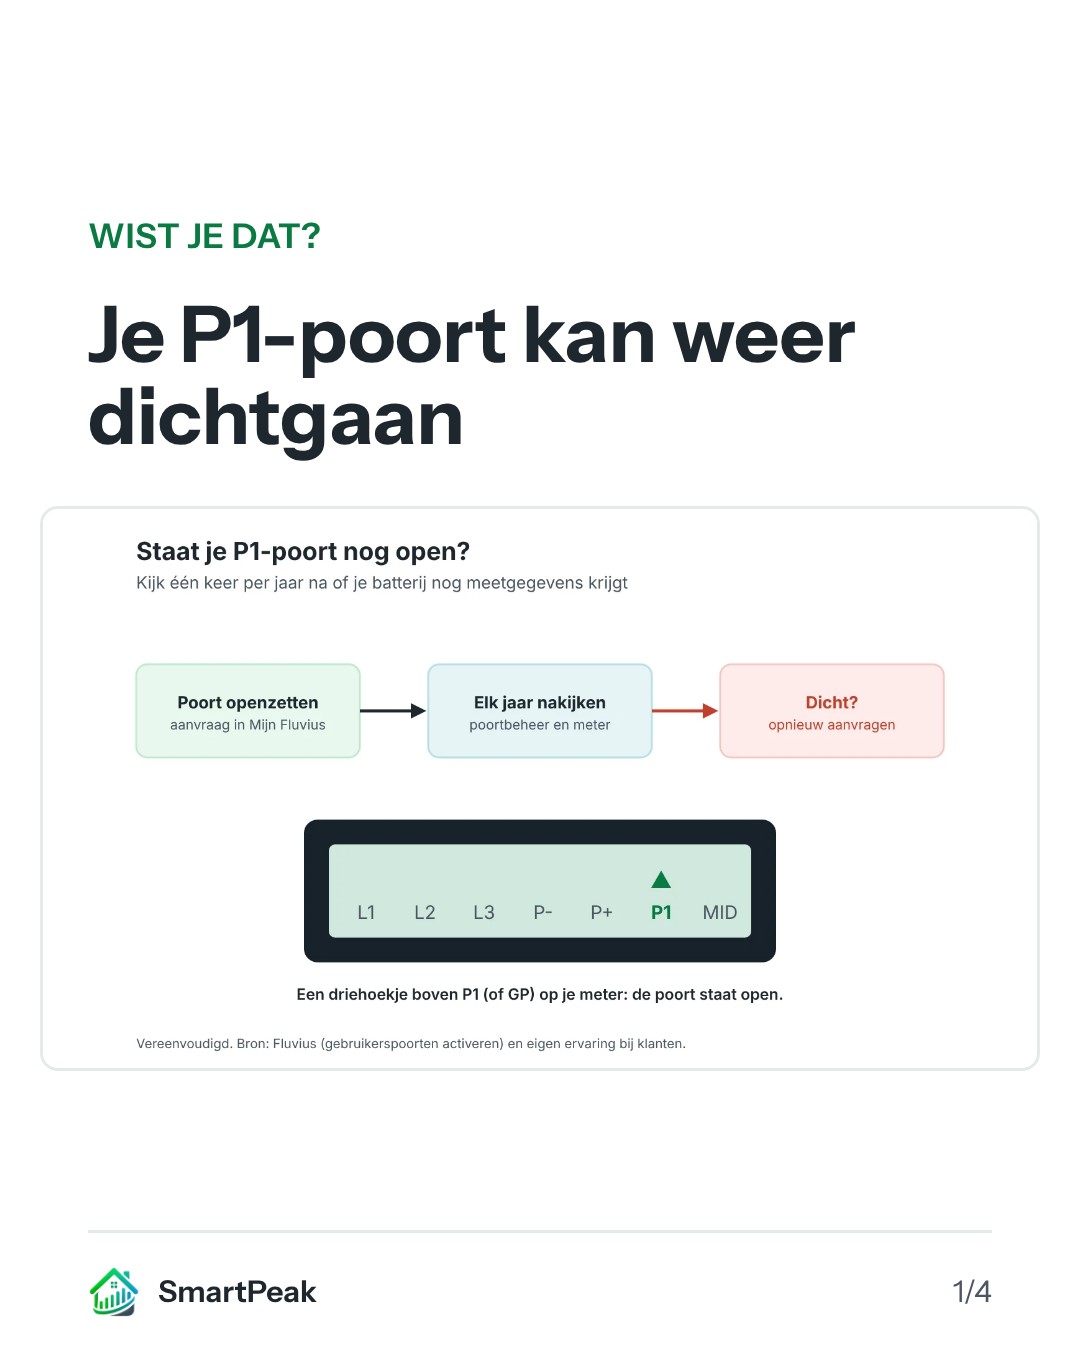 WIST JE DAT?
Je P1-poort kan weer
dichtgaan
Staat je P1-poort nog open?
Kijk één keer per jaar na of je batterij nog meetgegevens krijgt
Poort openzetten
aanvraag in Mijn Fluvius
Elk jaar nakijken
poortbeheer en meter
Dicht?
opnieuw aanvragen
L1 L2 L3 P- P+ P1 MID
Een driehoekje boven P1 (of GP) op je meter: de poort staat open.
Vereenvoudigd. Bron: Fluvius (gebruikerspoorten activeren) en eigen ervaring bij klanten.
SmartPeak
1/4